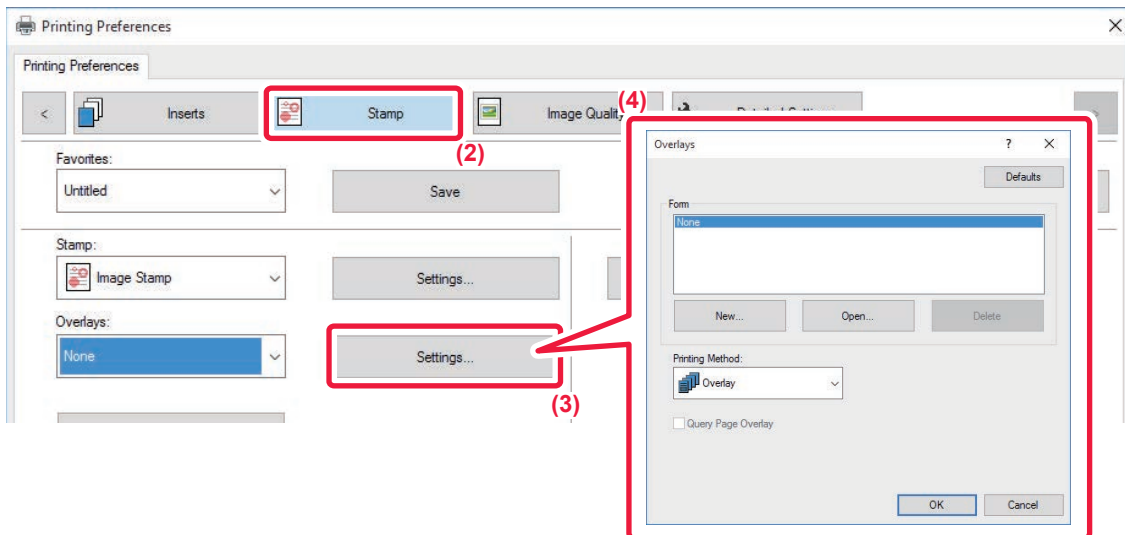 Printing Preferences
Printing Preferences
<
Inserts
Stamp
Image Quality
(4)
(2)
Favorites:
Untitled
Save
Stamp:
Image Stamp
Settings...
Overlays:
None
Settings...
(3)
Overlays
?
Defaults
Form
None
New...
Open...
Delete
Printing Method:
Overlay
Query Page Overlay
OK
Cancel